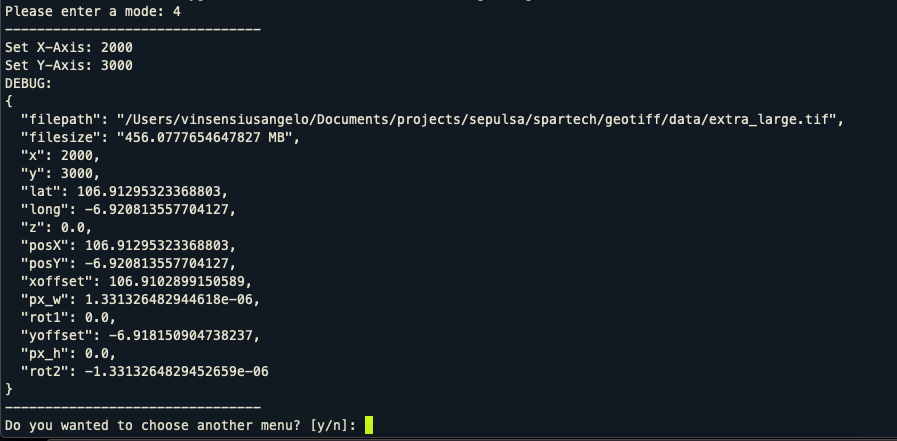 Please enter a mode: 4
-------------------------------
Set X-Axis: 2000
Set Y-Axis: 3000
DEBUG:
{
  "filepath": "/Users/vinsensiusangelo/Documents/projects/sepulsa/spartech/geotiff/data/extra_large.tif",
  "filesize": "456.0777654647827 MB",
  "x": 2000,
  "y": 3000,
  "lat": 106.91295323368803,
  "long": -6.920813557704127,
  "z": 0.0,
  "posX": 106.91295323368803,
  "posY": -6.920813557704127,
  "xoffset": 106.9102899150589,
  "px_w": 1.331326482944618e-06,
  "rot1": 0.0,
  "yoffset": -6.918150904738237,
  "px_h": 0.0,
  "rot2": -1.3313264829452659e-06
}
-------------------------------
Do you wanted to choose another menu? [y/n]: